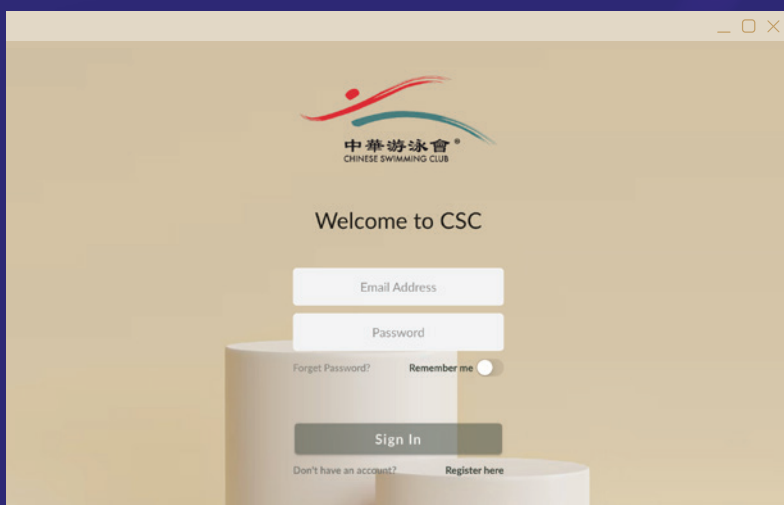 中華游泳會®
CHINESE SWIMMING CLUB
Welcome to CSC
Email Address
Password
Forget Password? Remember me
Sign In
Don't have an account? Register here